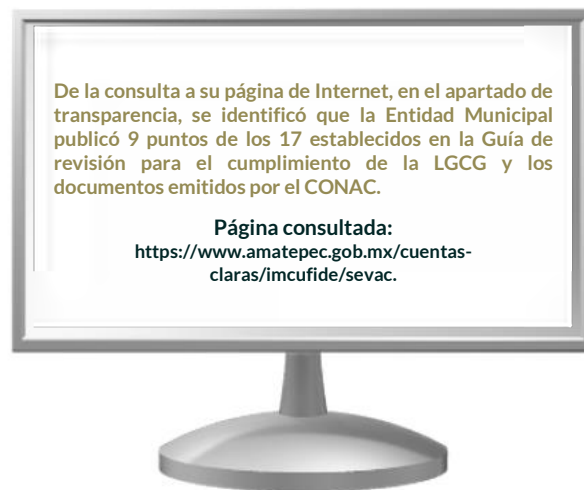 De la consulta a su página de Internet, en el apartado de
transparencia, se identificó que la Entidad Municipal
publicó 9 puntos de los 17 establecidos en la Guía de
revisión para el cumplimiento de la LGCG y los
documentos emitidos por el CONAC.
Página consultada:
https://www.amatepec.gob.mx/cuentas-
claras/imcufide/sevac.